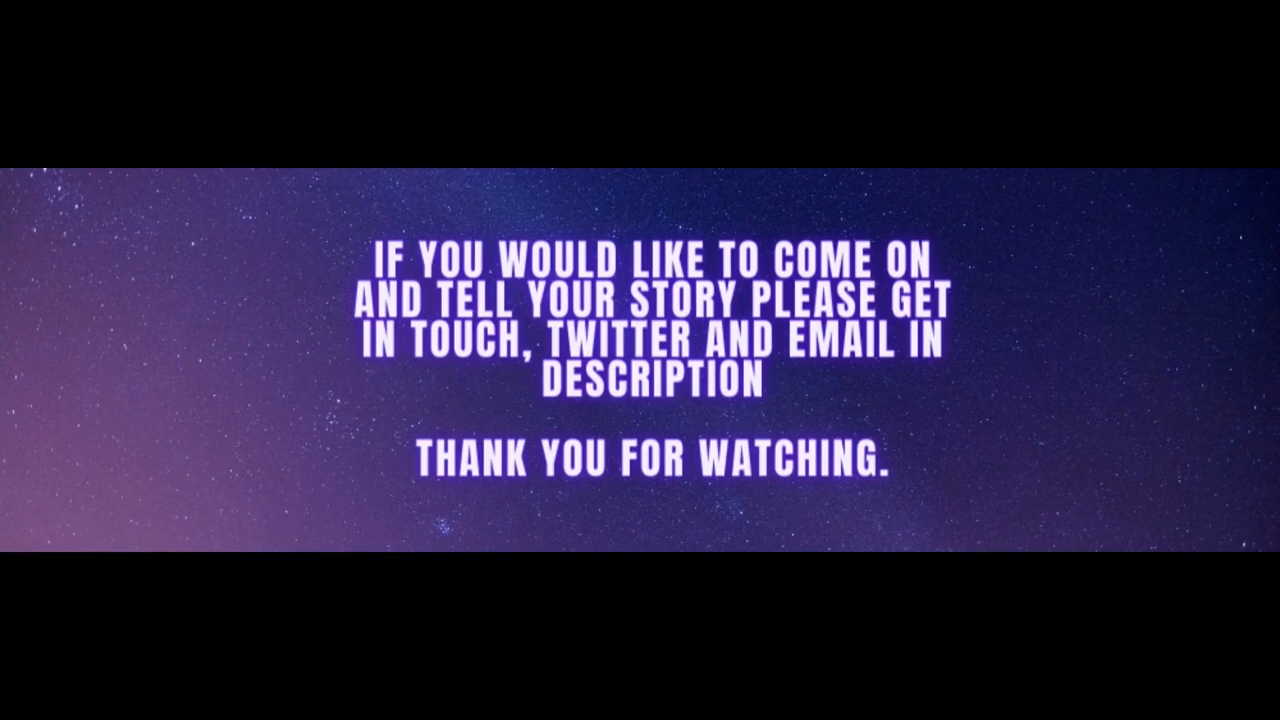 IF YOU WOULD LIKE TO COME ON
AND TELL YOUR STORY PLEASE GET
IN TOUCH, TWITTER AND EMAIL IN
DESCRIPTION
THANK YOU FOR WATCHING.